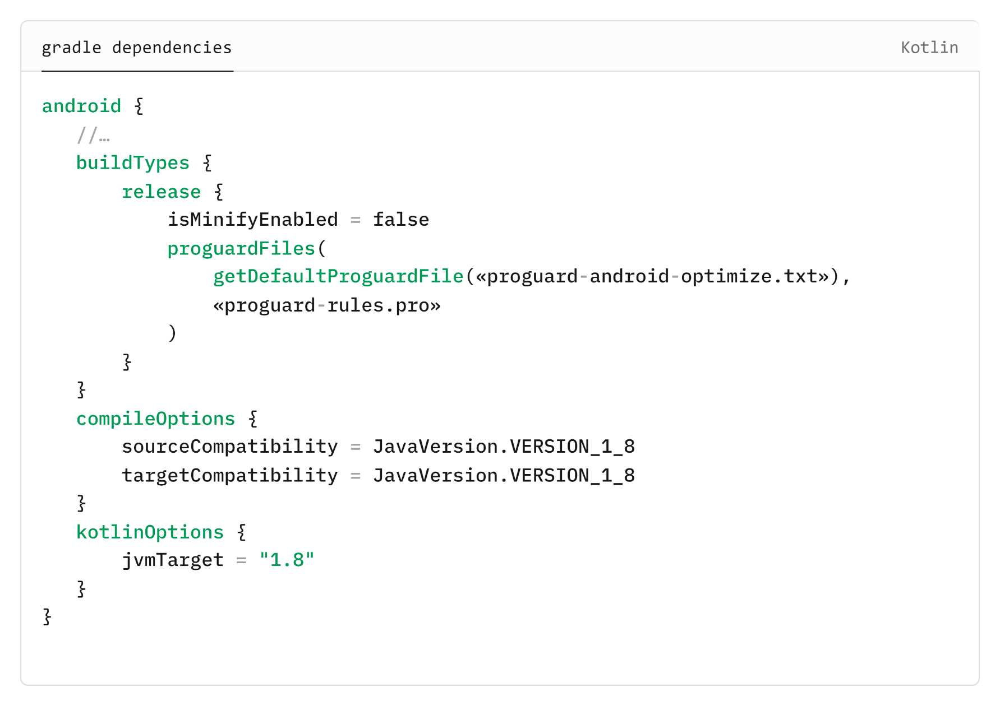 gradle dependencies
Kotlin
android {
//…
buildTypes {
release {
isMinifyEnabled = false
proguardFiles(
getDefaultProguardFile(«proguard-android-optimize.txt»),
«proguard-rules.pro»
)
}
}
compileOptions {
sourceCompatibility = JavaVersion.VERSION_1_8
targetCompatibility = JavaVersion.VERSION_1_8
}
kotlinOptions {
jvmTarget = "1.8"
}
}